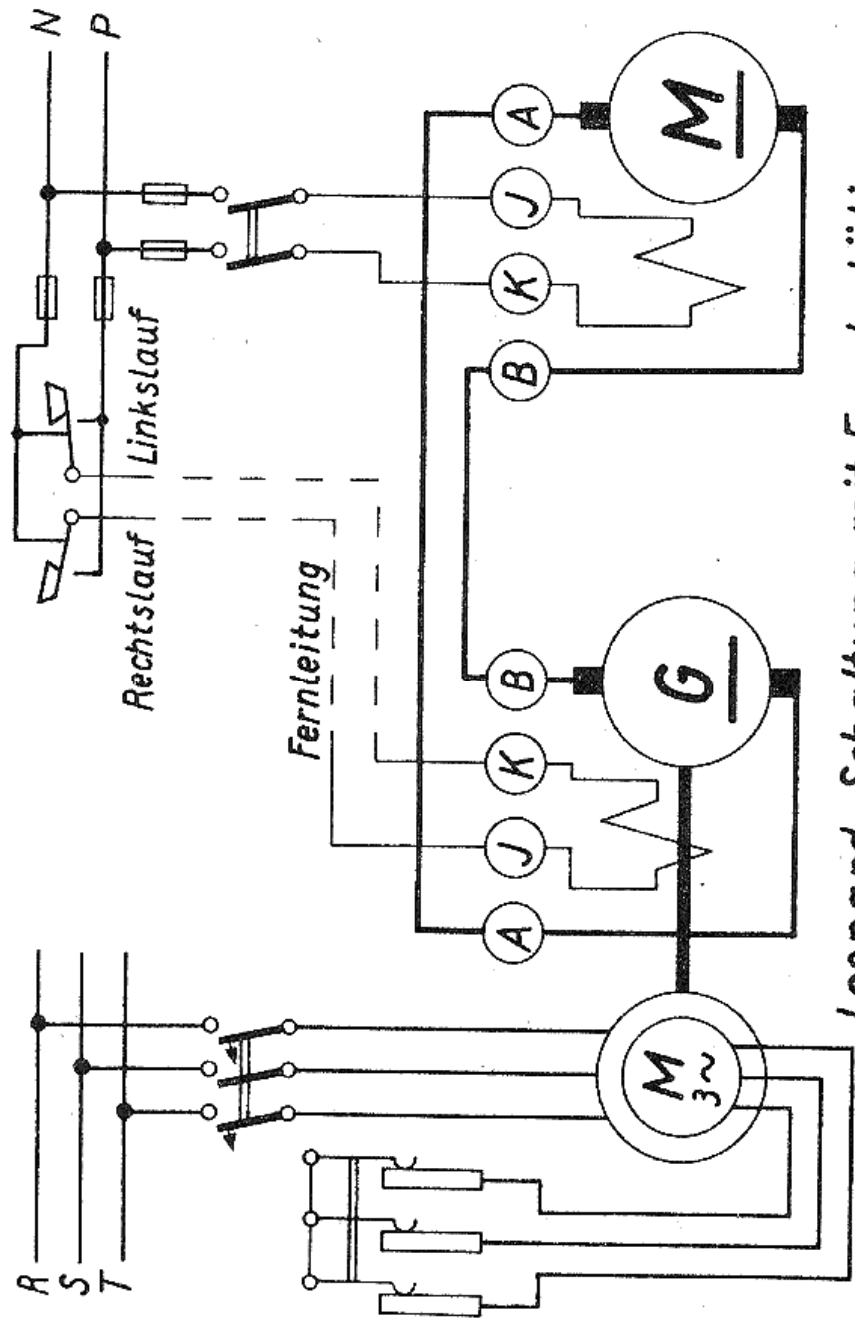 R
S
T
N
P
Rechtslauf
Linkslauf
Fernleitung
A J K B B K J A
M
3~
G
M
Leonard-Schaltung mit